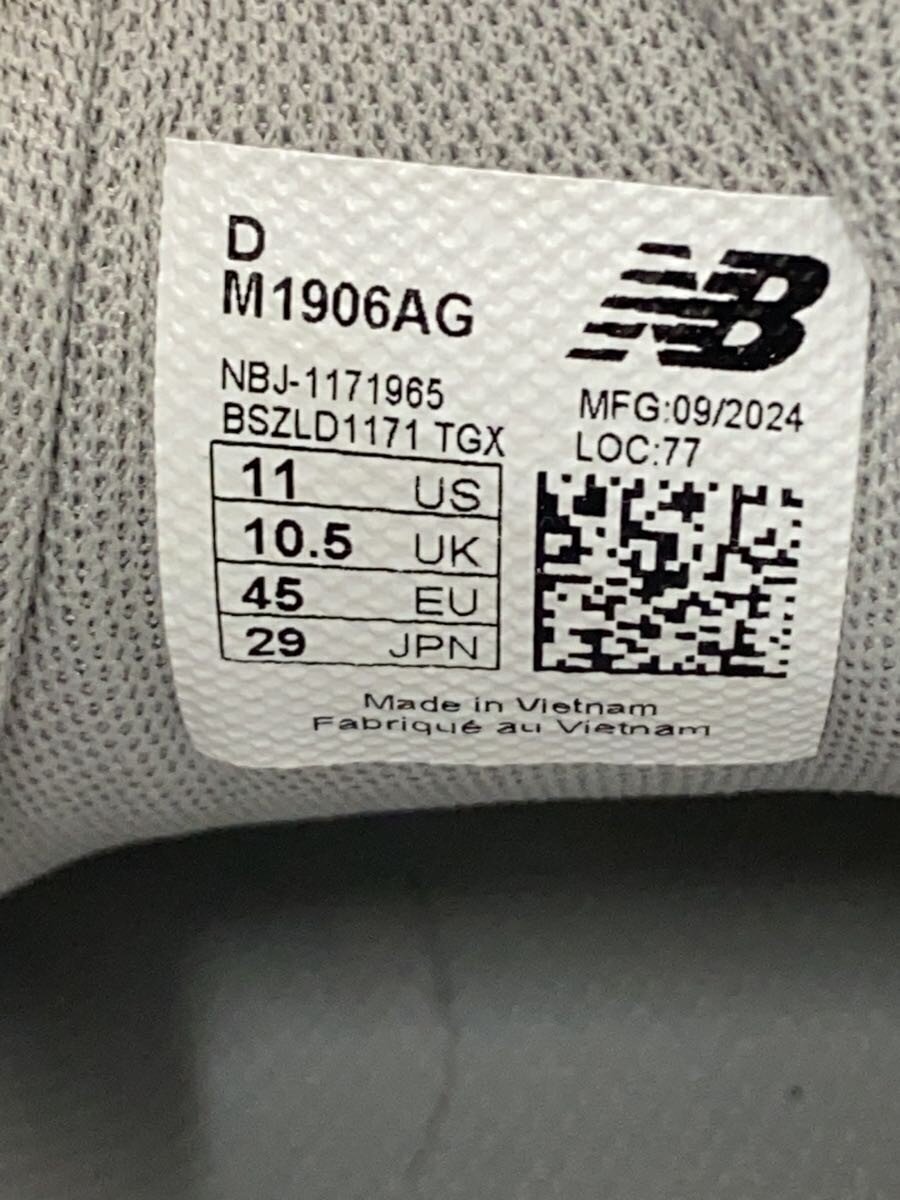 D
M1906AG
NB
NBJ-1171965
BSZLD1171 TGX
MFG:09/2024
LOC:77
11 US
10.5 UK
45 EU
29 JPN
Made in Vietnam
Fabriqué au Vietnam